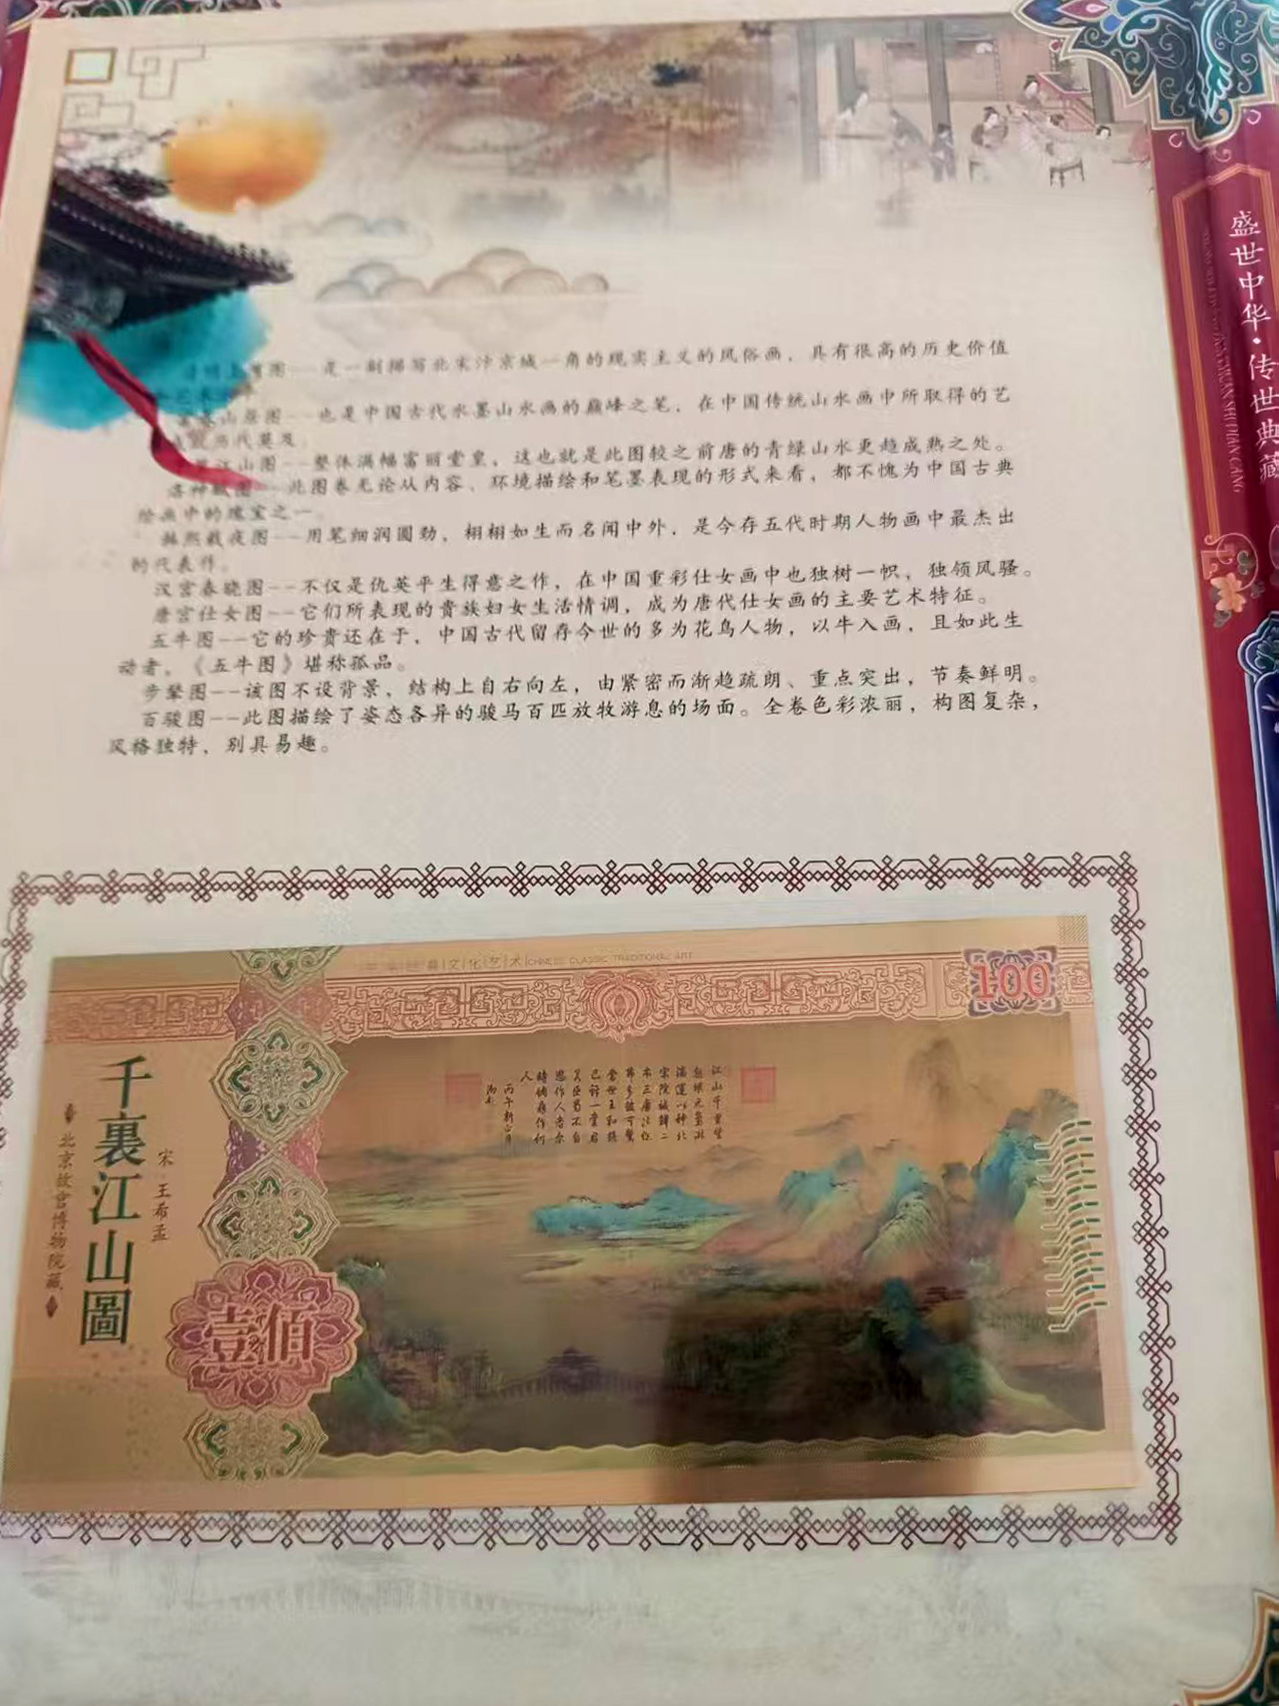 是一副描写北宋汴京城一角的现实主义的风俗画，具有很高的历史价值
图--也是中国古代水墨山水画的巅峰之笔，在中国传统山水画中所取得的艺
历代莫及。
江山图--整体满幅富丽堂皇，这也就是此图较之前唐的青绿山水更趋成熟之处。
洛神赋图--此图卷无论从内容、环境描绘和笔墨表现的形式来看，都不愧为中国古典
绘画中的瑰宝之一。
载夜图--用笔细润圆劲，栩栩如生而名闻中外，是今存五代时期人物画中最杰出
的代表作。
汉宫春晓图--不仅是仇英平生得意之作，在中国重彩仕女画中也独树一帜，独领风骚。
唐宫仕女图--它们所表现的贵族妇女生活情调，成为唐代仕女画的主要艺术特征。
五牛图--它的珍贵还在于，中国古代留存今世的多为花鸟人物，以牛入画，且如此生
动者，《五牛图》堪称孤品。
步辇图--该图不设背景，结构上自右向左，由紧密而渐趋疏朗、重点突出，节奏鲜明。
百骏图--此图描绘了姿态各异的骏马百匹放牧游息的场面。全卷色彩浓丽，构图复杂，
风格独特，别具易趣。
盛世中华·传世典藏
文化艺术 CHINESE CLASSIC TRADITIONAL ART
100
千裏江山圖
宋 王希孟
北京故宫博物院藏
壹佰